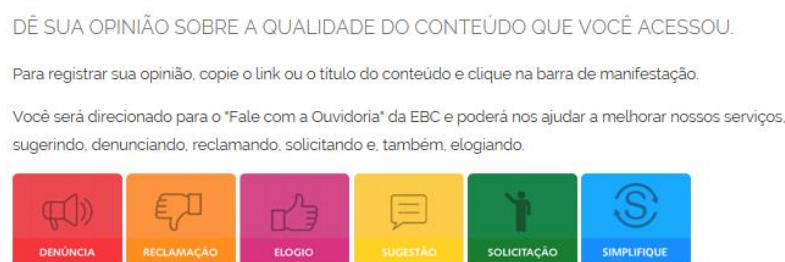 DÊ SUA OPINIÃO SOBRE A QUALIDADE DO CONTEÚDO QUE VOCÊ ACESSOU.
Para registrar sua opinião, copie o link ou o título do conteúdo e clique na barra de manifestação.
Você será direcionado para o "Fale com a Ouvidoria" da EBC e poderá nos ajudar a melhorar nossos serviços,
sugerindo, denunciando, reclamando, solicitando e, também, elogiando.
DENÚNCIA RECLAMAÇÃO ELOGIO SUGESTÃO SOLICITAÇÃO SIMPLIFIQUE